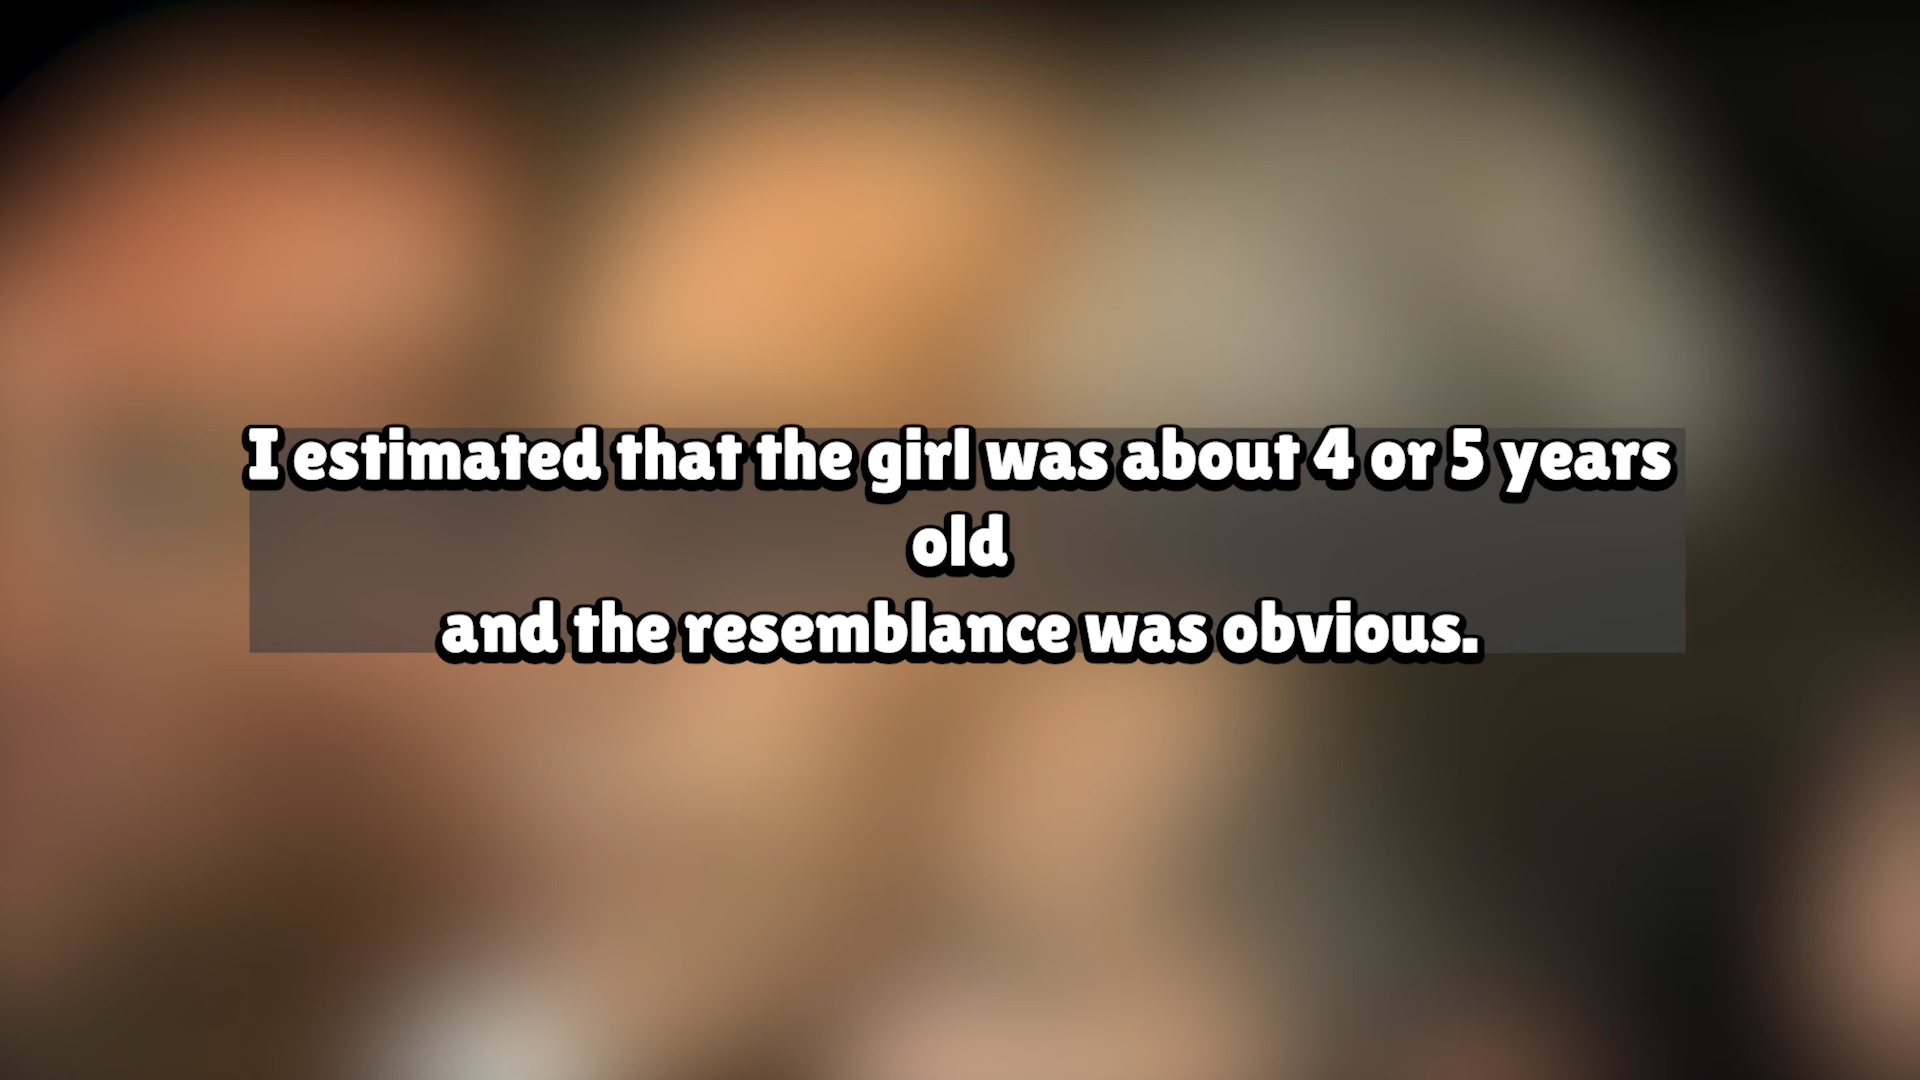 I estimated that the girl was about 4 or 5 years
old
and the resemblance was obvious.